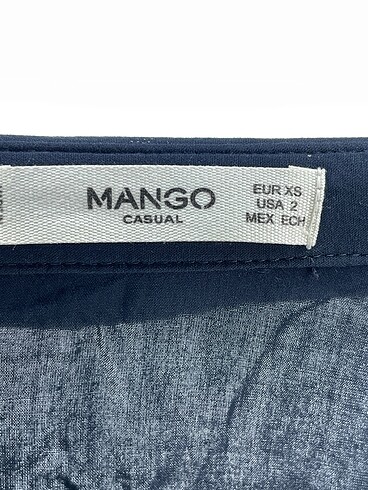 MANGO
CASUAL
EUR XS
USA 2
MEX ECH